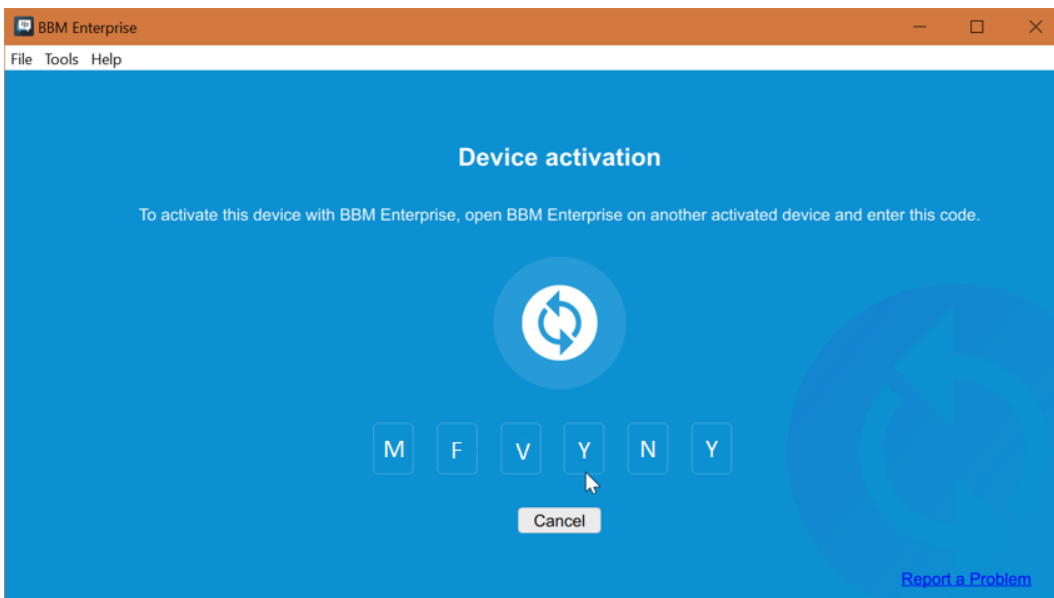 BBM Enterprise
File Tools Help
Device activation
To activate this device with BBM Enterprise, open BBM Enterprise on another activated device and enter this code.
M F V Y N Y
Cancel
Report a Problem